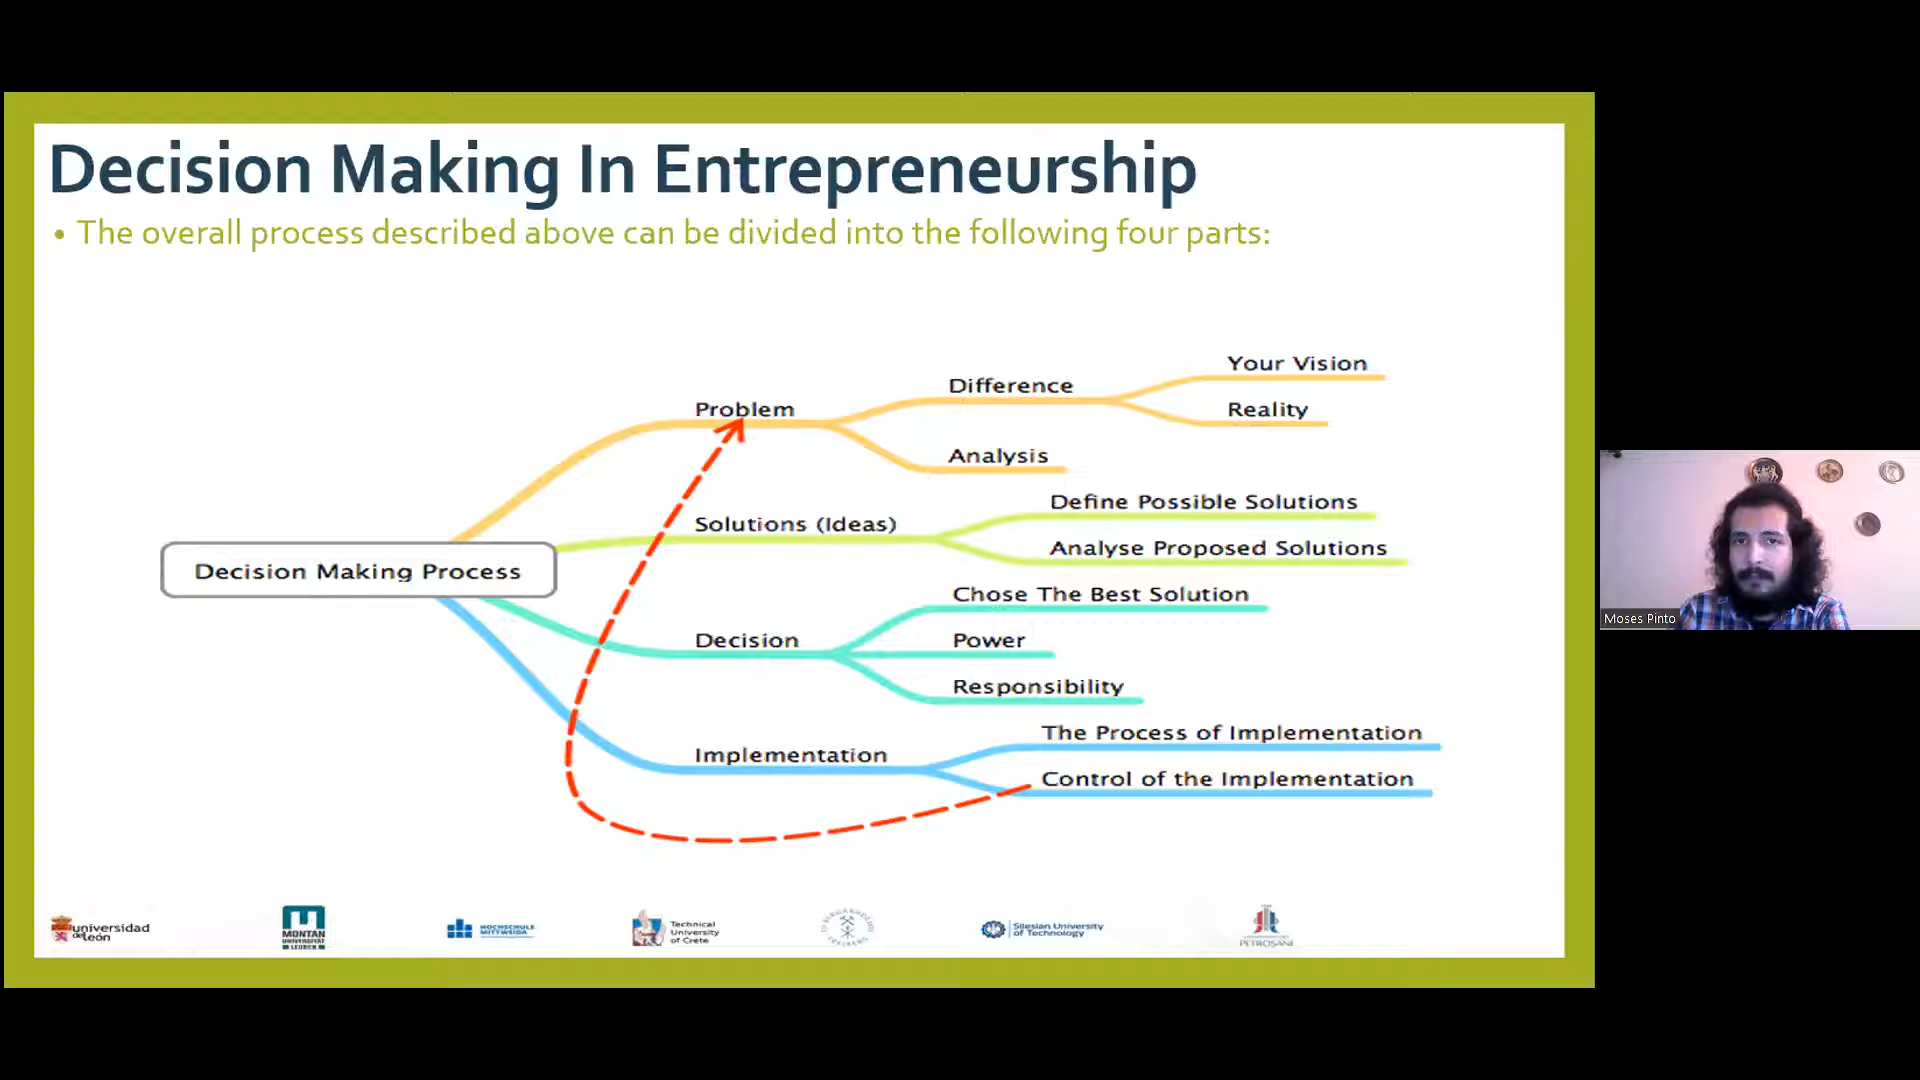 Decision Making In Entrepreneurship
• The overall process described above can be divided into the following four parts:
Your Vision
Difference
Problem
Reality
Analysis
Define Possible Solutions
Solutions (Ideas)
Analyse Proposed Solutions
Decision Making Process
Chose The Best Solution
Decision
Power
Responsibility
The Process of Implementation
Implementation
Control of the Implementation
universidad
de león
MONTAN
UNIVERSITÄT
LEOBEN
HOCHSCHULE
MITTWEIDA
Technical
University
of Crete
Silesian University
of Technology
PETROȘANI
Moses Pinto